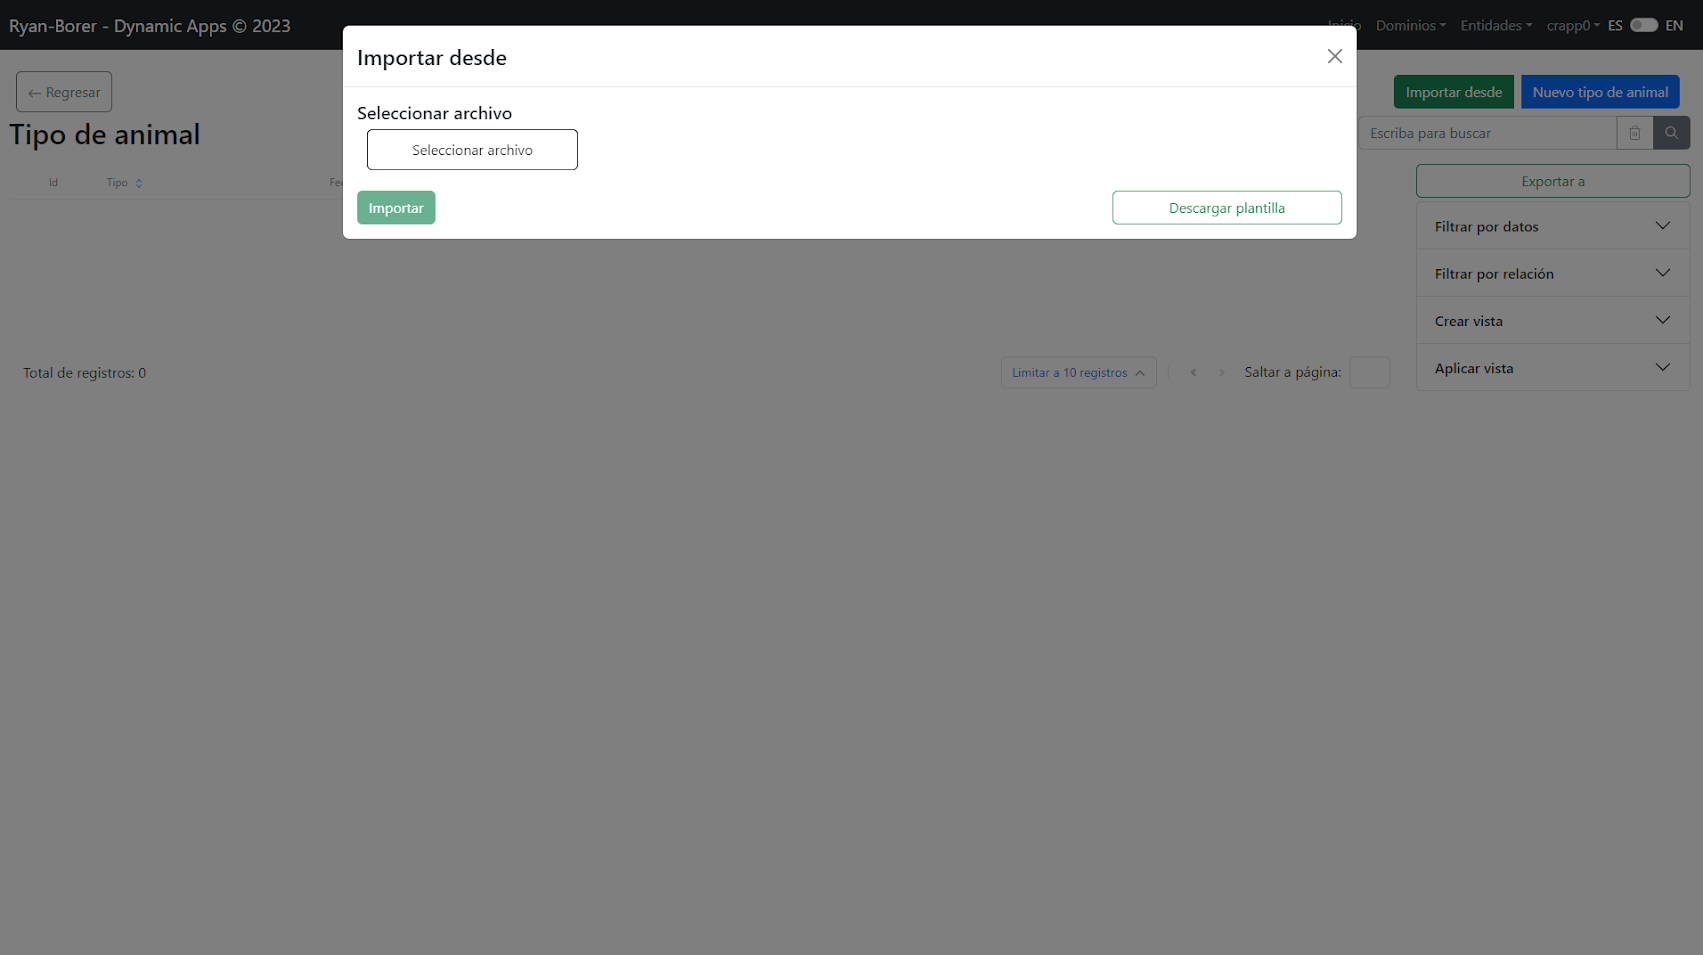 Ryan-Borer - Dynamic Apps © 2023
Inicio Dominios Entidades crapp0 ES EN
Importar desde
Seleccionar archivo
Seleccionar archivo
Importar
Descargar plantilla
← Regresar
Importar desde
Nuevo tipo de animal
Tipo de animal
Escriba para buscar
Id Tipo
Exportar a
Filtrar por datos
Filtrar por relación
Crear vista
Aplicar vista
Total de registros: 0
Limitar a 10 registros
Saltar a página: